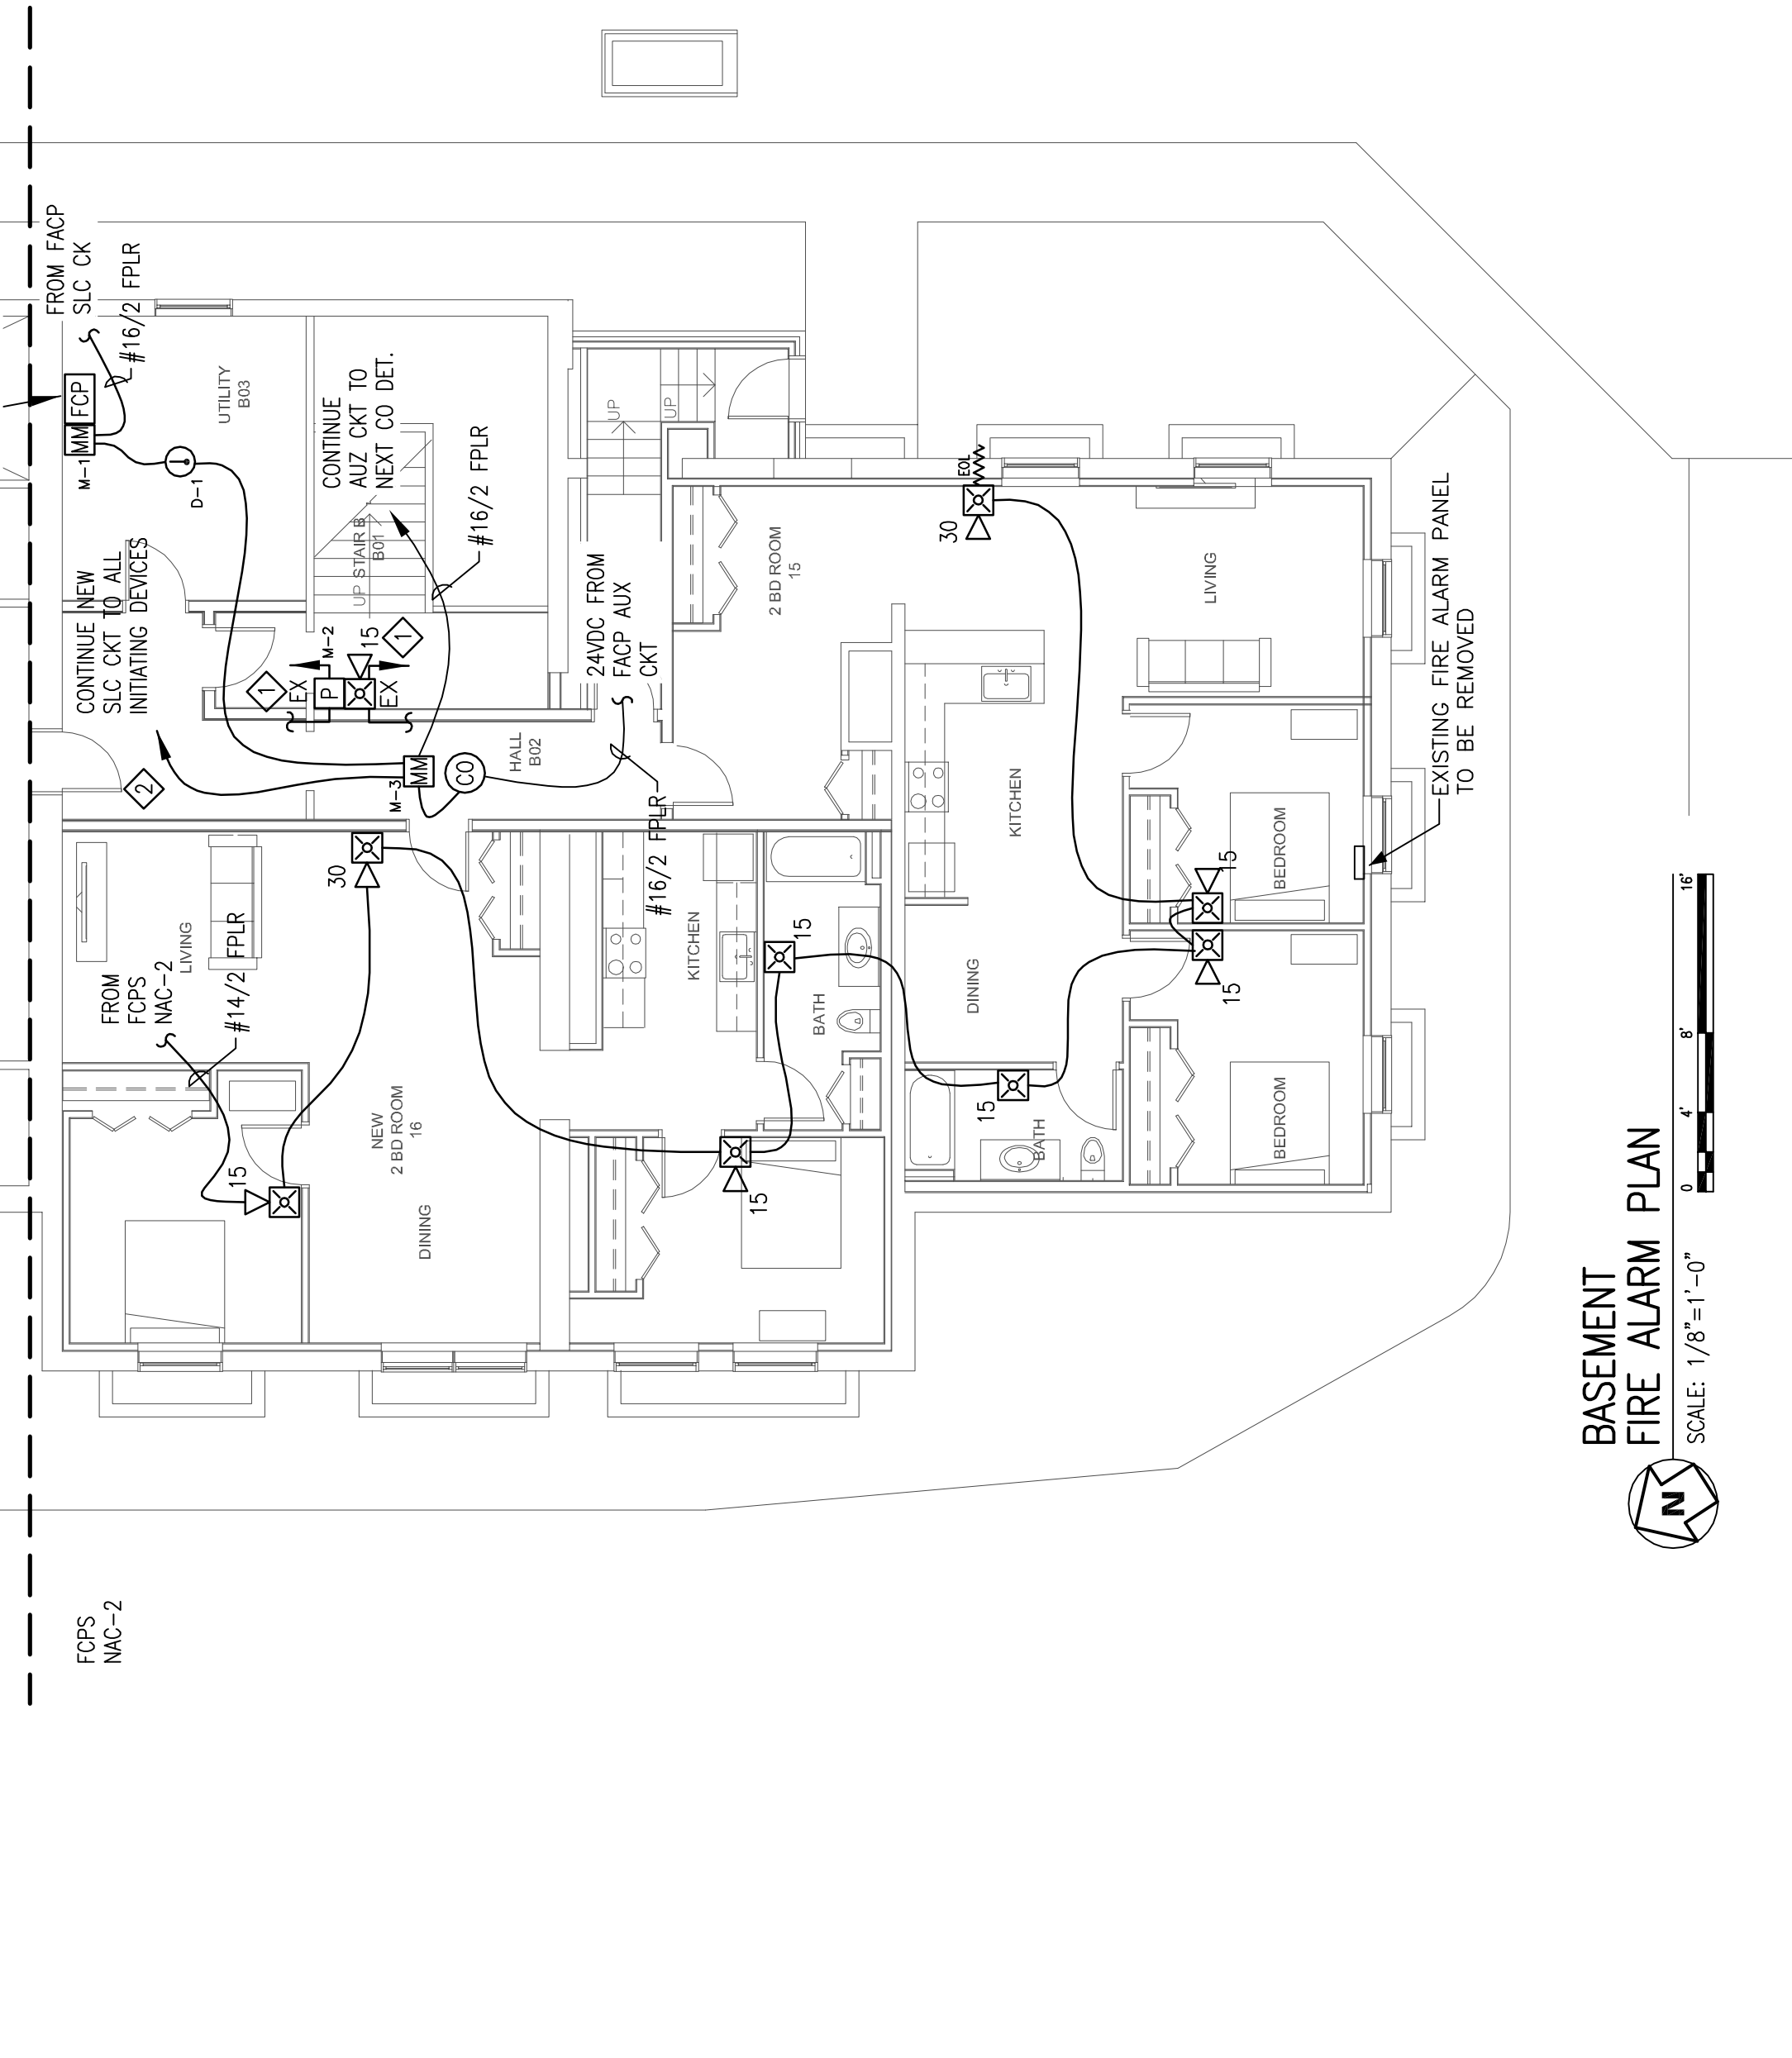 FROM FACP
SLC CK
#16/2 FPLR
FCP
MM
M-1
UTILITY
B03
D-1
CONTINUE
AUZ CKT TO
NEXT CO DET.
#16/2 FPLR
UP
UP
CONTINUE NEW
SLC CKT TO ALL
INITIATING DEVICES
UP STAIR B
B01
M-2
15
1
1
EX
P
EX
24VDC FROM
FACP AUX
CKT
HALL
B02
2
MM
M-3
CO
#16/2 FPLR
EOL
30
2 BD ROOM
15
LIVING
KITCHEN
EXISTING FIRE ALARM PANEL
TO BE REMOVED
BEDROOM
15
30
LIVING
FROM
FCPS
NAC-2
#14/2 FPLR
KITCHEN
15
BATH
DINING
15
NEW
2 BD ROOM
16
15
BATH
BEDROOM
15
15
DINING
BASEMENT
FIRE ALARM PLAN
SCALE: 1/8"=1'-0"
0
4'
8'
16'
N
FCPS
NAC-2